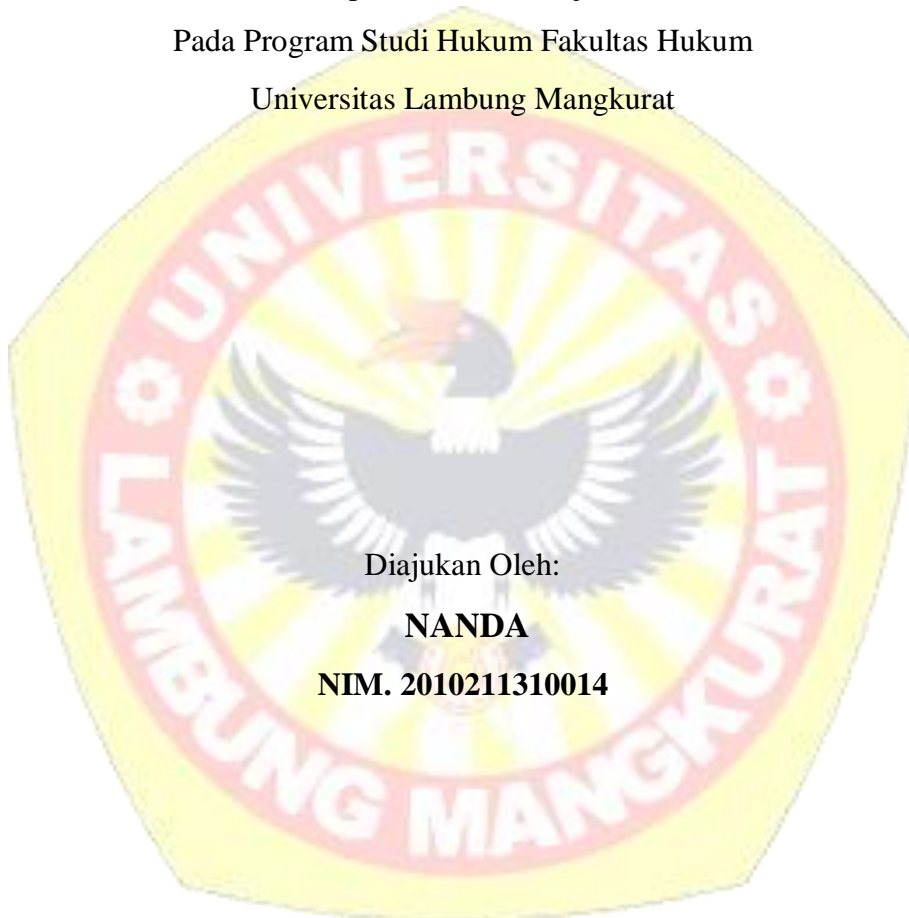 Pada Program Studi Hukum Fakultas Hukum
Universitas Lambung Mangkurat
UNIVERSITAS
Diajukan Oleh:
NANDA
NIM. 2010211310014
LAMBUNG MANGKURAT